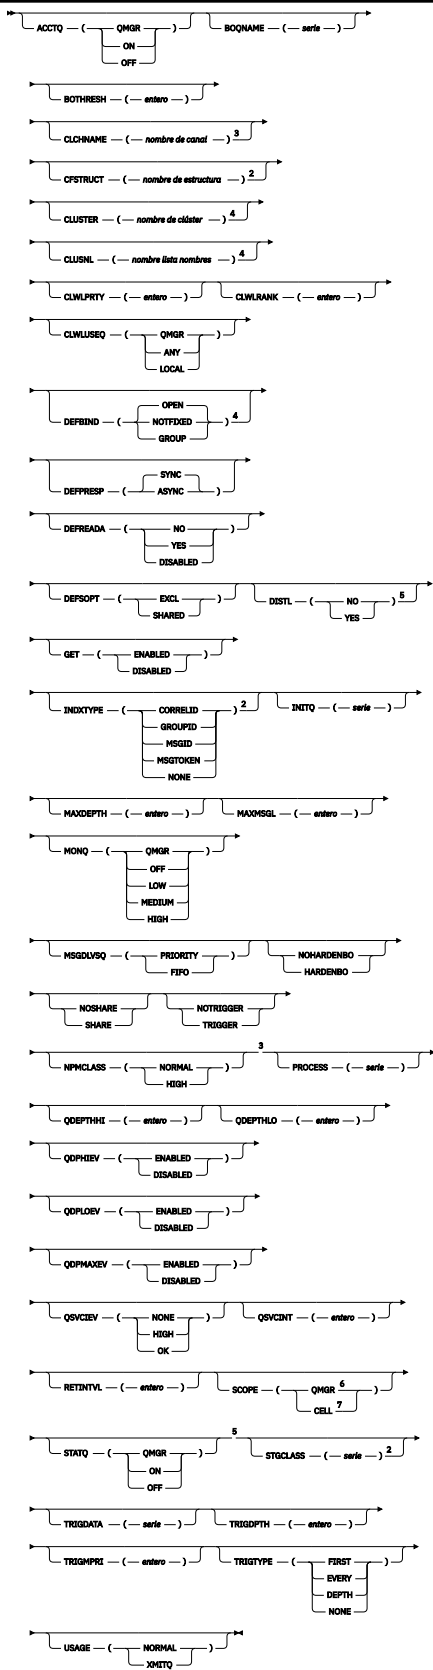 ACCTQ ( QMGR ) BOQNAME ( serie )
ON
OFF
BOTHRESH ( entero )
CLCHNAME ( nombre de canal ) 3
CFSTRUCT ( nombre de estructura ) 2
CLUSTER ( nombre de clúster ) 4
CLUSNL ( nombre lista nombres ) 4
CLWLPRTY ( entero ) CLWLRANK ( entero )
CLWLUSEQ ( QMGR )
ANY
LOCAL
OPEN
DEFBIND ( NOTFIXED ) 4
GROUP
SYNC
DEFPRESP ( ASYNC )
DEFREADA ( NO )
YES
DISABLED
DEFSOPT ( EXCL ) DISTL ( NO ) 5
SHARED YES
GET ( ENABLED )
DISABLED
INDXTYPE ( CORRELID ) 2 INITQ ( serie )
GROUPID
MSGID
MSGTOKEN
NONE
MAXDEPTH ( entero ) MAXMSGL ( entero )
MONQ ( QMGR )
OFF
LOW
MEDIUM
HIGH
MSGDLVSQ ( PRIORITY ) NOHARDENBO
FIFO HARDENBO
NOSHARE NOTRIGGER
SHARE TRIGGER
NPMCLASS ( NORMAL ) 3 PROCESS ( serie )
HIGH
QDEPTHHI ( entero ) QDEPTHLO ( entero )
QDPHIEV ( ENABLED )
DISABLED
QDPLOEV ( ENABLED )
DISABLED
QDPMAXEV ( ENABLED )
DISABLED
QSVCIEV ( NONE ) QSVCINT ( entero )
HIGH
OK
RETINTVL ( entero ) SCOPE ( QMGR 6 )
CELL 7
STATQ ( QMGR ) 5 STGCLASS ( serie ) 2
ON
OFF
TRIGDATA ( serie ) TRIGDPTH ( entero )
TRIGMPRI ( entero ) TRIGTYPE ( FIRST )
EVERY
DEPTH
NONE
USAGE ( NORMAL )
XMITQ